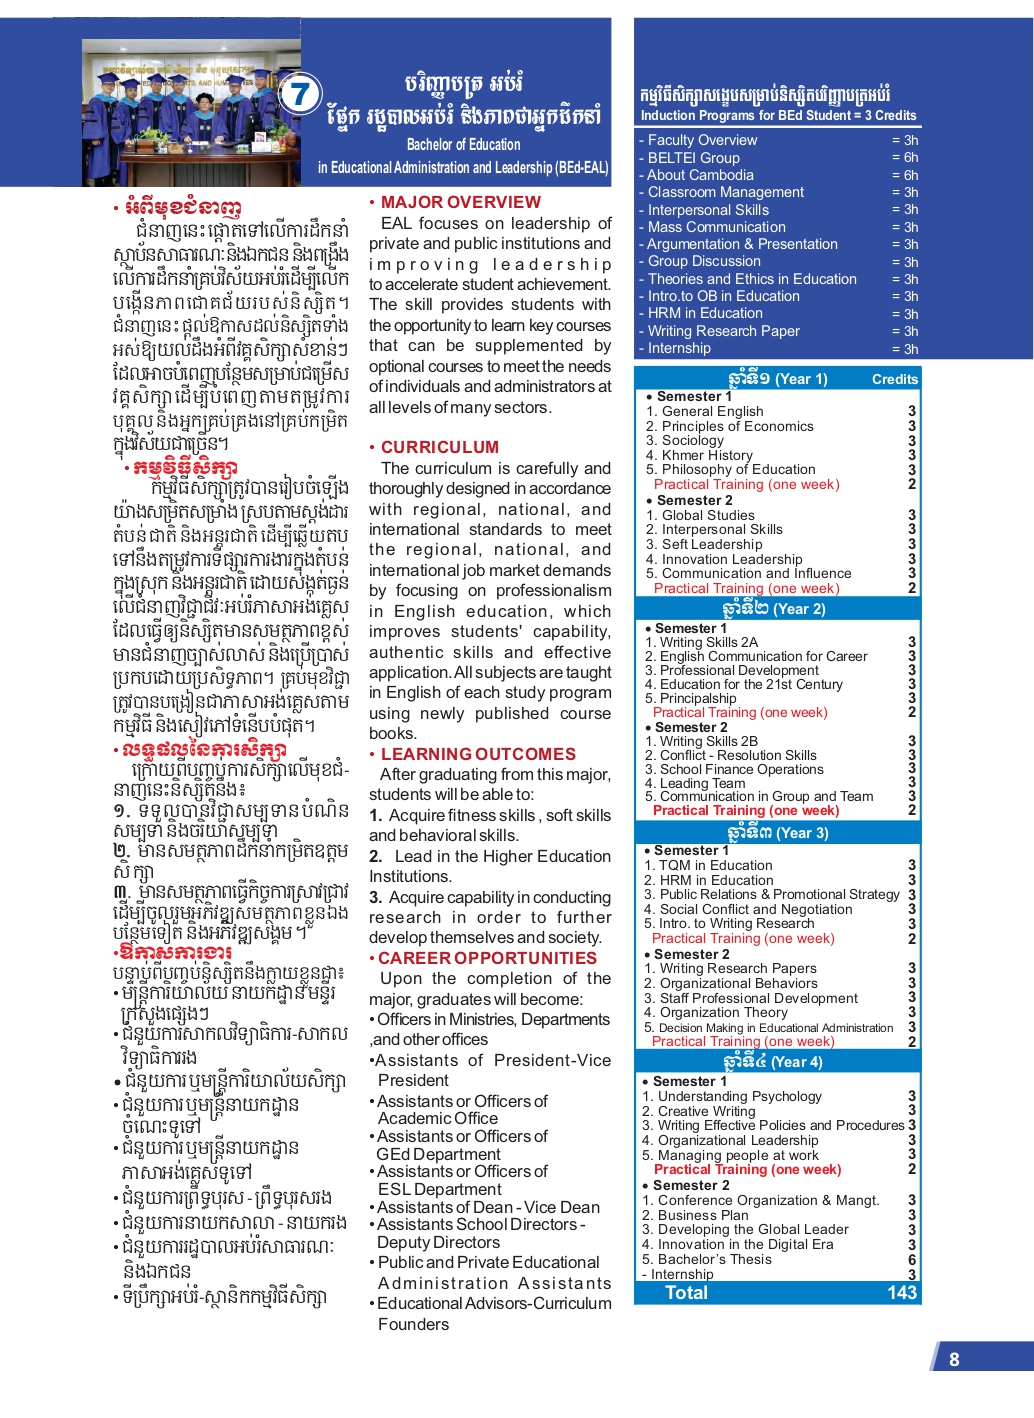 7
បរិញ្ញាបត្រ អប់រំ
ផ្នែក រដ្ឋបាលអប់រំ និងភាពជាអ្នកដឹកនាំ
Bachelor of Education
in Educational Administration and Leadership (BEd-EAL)
• អំពីមុខជំនាញ
ជំនាញនេះផ្តោតទៅលើការដឹកនាំ
ស្ថាប័នសាធារណៈនិងឯកជន និងពង្រឹង
លើការដឹកនាំគ្រប់វិស័យអប់រំដើម្បីលើក
បង្កើនភាពជោគជ័យរបស់និស្សិត។
ជំនាញនេះផ្តល់ឱកាសដល់និស្សិតទាំង
អស់ឱ្យយល់ដឹងអំពីវគ្គសិក្សាសំខាន់ៗ
ដែលអាចបំពេញបន្ថែមសម្រាប់ជម្រើស
វគ្គសិក្សា ដើម្បីបំពេញតាមតម្រូវការ
បុគ្គល និងអ្នកគ្រប់គ្រងនៅគ្រប់កម្រិត
ក្នុងវិស័យជាច្រើន។
• កម្មវិធីសិក្សា
កម្មវិធីសិក្សាត្រូវបានរៀបចំឡើង
យ៉ាងសម្រិតសម្រាំង ស្របតាមស្តង់ដារ
តំបន់ ជាតិ និងអន្តរជាតិ ដើម្បីឆ្លើយតប
ទៅនឹងតម្រូវការទីផ្សារការងារក្នុងតំបន់
ក្នុងស្រុក និងអន្តរជាតិ ដោយសង្កត់ធ្ងន់
លើជំនាញវិជ្ជាជីវៈអប់រំភាសាអង់គ្លេស
ដែលធ្វើឲ្យនិស្សិតមានសមត្ថភាពខ្ពស់
មានជំនាញច្បាស់លាស់ និងប្រើប្រាស់
ប្រកបដោយប្រសិទ្ធភាព។ គ្រប់មុខវិជ្ជា
ត្រូវបានបង្រៀនជាភាសាអង់គ្លេសតាម
កម្មវិធី និងសៀវភៅទំនើបបំផុត។
• លទ្ធផលនៃការសិក្សា
ក្រោយពីបញ្ចប់ការសិក្សាលើមុខជំ-
នាញនេះនិស្សិតនឹង៖
១. ទទួលបានវិជ្ជាសម្បទានបំណិន
សម្បទា និងចរិយាសម្បទា
២. មានសមត្ថភាពដឹកនាំកម្រិតឧត្តម
សិក្សា
៣. មានសមត្ថភាពធ្វើកិច្ចការស្រាវជ្រាវ
ដើម្បីចូលរួមអភិវឌ្ឍសមត្ថភាពខ្លួនឯង
បន្ថែមទៀត និងអភិវឌ្ឍសង្គម។
• ឱកាសការងារ
បន្ទាប់ពីបញ្ចប់និស្សិតនឹងក្លាយខ្លួនជា៖
• មន្ត្រីការិយាល័យ នាយកដ្ឋាន មន្ទីរ
ក្រសួងផ្សេងៗ
• ជំនួយការសាកលវិទ្យាធិការ-សាកល
វិទ្យាធិការរង
• ជំនួយការ ឬមន្ត្រីការិយាល័យសិក្សា
• ជំនួយការ ឬមន្ត្រីនាយកដ្ឋាន
ចំណេះទូទៅ
• ជំនួយការ ឬមន្ត្រីនាយកដ្ឋាន
ភាសាអង់គ្លេសទូទៅ
• ជំនួយការព្រឹទ្ធបុរស - ព្រឹទ្ធបុរសរង
• ជំនួយការនាយកសាលា - នាយករង
• ជំនួយការរដ្ឋបាលអប់រំសាធារណៈ
និងឯកជន
• ទីប្រឹក្សាអប់រំ-ស្ថាបនិកកម្មវិធីសិក្សា
• MAJOR OVERVIEW
EAL focuses on leadership of
private and public institutions and
improving leadership
to accelerate student achievement.
The skill provides students with
the opportunity to learn key courses
that can be supplemented by
optional courses to meet the needs
of individuals and administrators at
all levels of many sectors.
• CURRICULUM
The curriculum is carefully and
thoroughly designed in accordance
with regional, national, and
international standards to meet
the regional, national, and
international job market demands
by focusing on professionalism
in English education, which
improves students' capability,
authentic skills and effective
application. All subjects are taught
in English of each study program
using newly published course
books.
• LEARNING OUTCOMES
After graduating from this major,
students will be able to:
1. Acquire fitness skills , soft skills
and behavioral skills.
2. Lead in the Higher Education
Institutions.
3. Acquire capability in conducting
research in order to further
develop themselves and society.
• CAREER OPPORTUNITIES
Upon the completion of the
major, graduates will become:
• Officers in Ministries, Departments
,and other offices
•Assistants of President-Vice
President
• Assistants or Officers of
Academic Office
• Assistants or Officers of
GEd Department
• Assistants or Officers of
ESL Department
• Assistants of Dean - Vice Dean
• Assistants School Directors -
Deputy Directors
• Public and Private Educational
Administration Assistants
• Educational Advisors-Curriculum
Founders
កម្មវិធីសិក្សាសង្ខេបសម្រាប់និស្សិតបរិញ្ញាបត្រអប់រំ
Induction Programs for BEd Student = 3 Credits
- Faculty Overview = 3h
- BELTEI Group = 6h
- About Cambodia = 6h
- Classroom Management = 3h
- Interpersonal Skills = 3h
- Mass Communication = 3h
- Argumentation & Presentation = 3h
- Group Discussion = 3h
- Theories and Ethics in Education = 3h
- Intro.to OB in Education = 3h
- HRM in Education = 3h
- Writing Research Paper = 3h
- Internship = 3h
ឆ្នាំទី១ (Year 1) Credits
• Semester 1
1. General English 3
2. Principles of Economics 3
3. Sociology 3
4. Khmer History 3
5. Philosophy of Education 3
Practical Training (one week) 2
• Semester 2
1. Global Studies 3
2. Interpersonal Skills 3
3. Seft Leadership 3
4. Innovation Leadership 3
5. Communication and Influence 3
Practical Training (one week) 2
ឆ្នាំទី២ (Year 2)
• Semester 1
1. Writing Skills 2A 3
2. English Communication for Career 3
3. Professional Development 3
4. Education for the 21st Century 3
5. Principalship 3
Practical Training (one week) 2
• Semester 2
1. Writing Skills 2B 3
2. Conflict - Resolution Skills 3
3. School Finance Operations 3
4. Leading Team 3
5. Communication in Group and Team 3
Practical Training (one week) 2
ឆ្នាំទី៣ (Year 3)
• Semester 1
1. TQM in Education 3
2. HRM in Education 3
3. Public Relations & Promotional Strategy 3
4. Social Conflict and Negotiation 3
5. Intro. to Writing Research 3
Practical Training (one week) 2
• Semester 2
1. Writing Research Papers 3
2. Organizational Behaviors 3
3. Staff Professional Development 3
4. Organization Theory 3
5. Decision Making in Educational Administration 3
Practical Training (one week) 2
ឆ្នាំទី៤ (Year 4)
• Semester 1
1. Understanding Psychology 3
2. Creative Writing 3
3. Writing Effective Policies and Procedures 3
4. Organizational Leadership 3
5. Managing people at work 3
Practical Training (one week) 2
• Semester 2
1. Conference Organization & Mangt. 3
2. Business Plan 3
3. Developing the Global Leader 3
4. Innovation in the Digital Era 3
5. Bachelor's Thesis 6
- Internship 3
Total 143
8